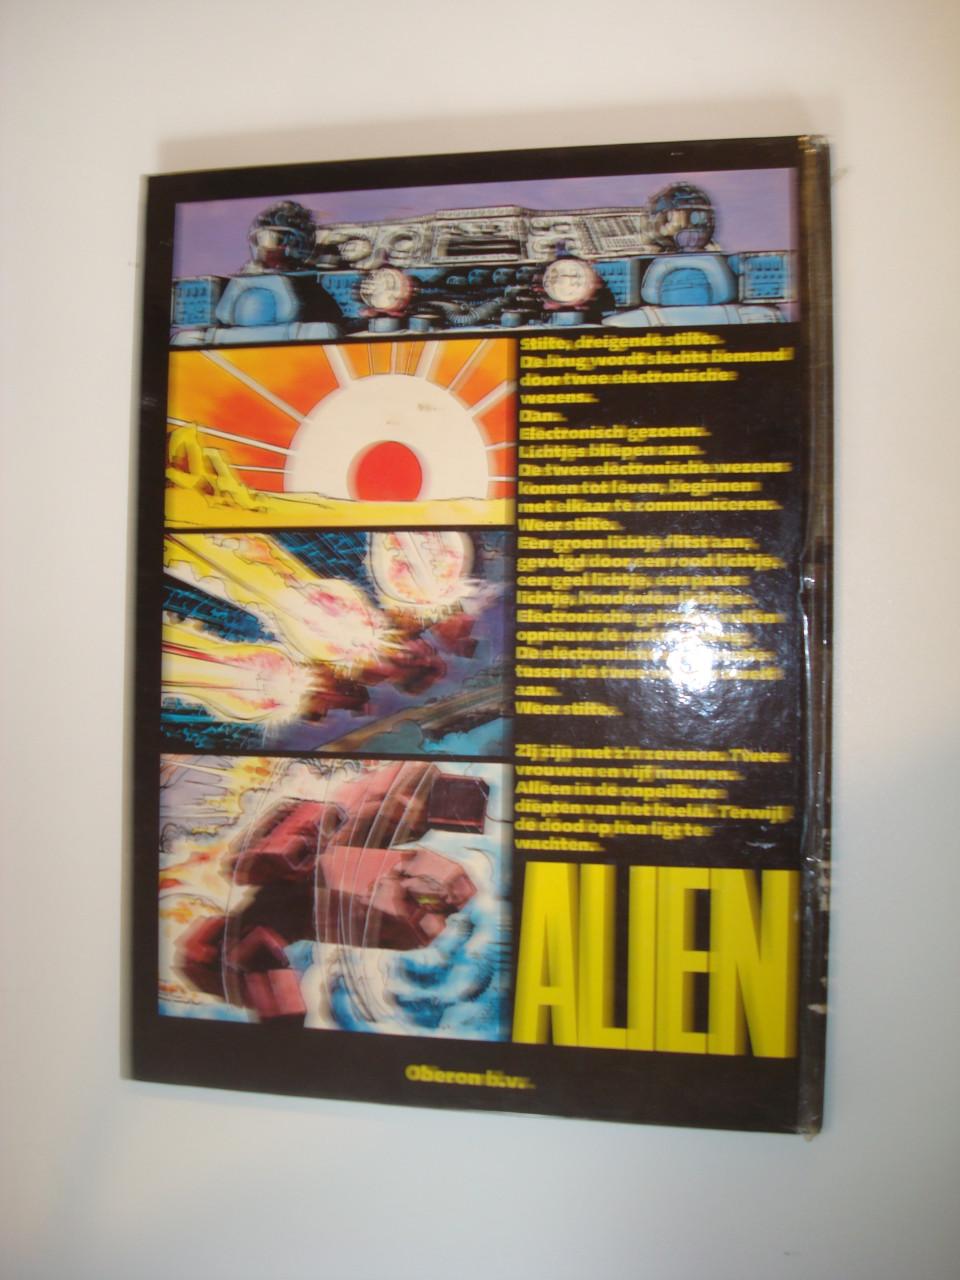 Stilte, dreigende stilte.
De brug wordt slechts bemand
door twee electronische
wezens.
Dan.
Electronisch gezoem.
Lichtjes bliepen aan.
De twee electronische wezens
komen tot leven, beginnen
met elkaar te communiceren.
Weer stilte.
Een groen lichtje flitst aan,
gevolgd door een rood lichtje,
een geel lichtje, een paars
lichtje, honderden lichtjes.
Electronische
opnieuw de
De electronische
tussen de twee
aan.
Weer stilte.
Zij zijn met z'n zevenen. Twee
vrouwen en vijf mannen.
Alleen in de onpeilbare
diepten van het heelal. Terwijl
de dood op hen ligt te
wachten.
ALIEN
Oberon b.v.